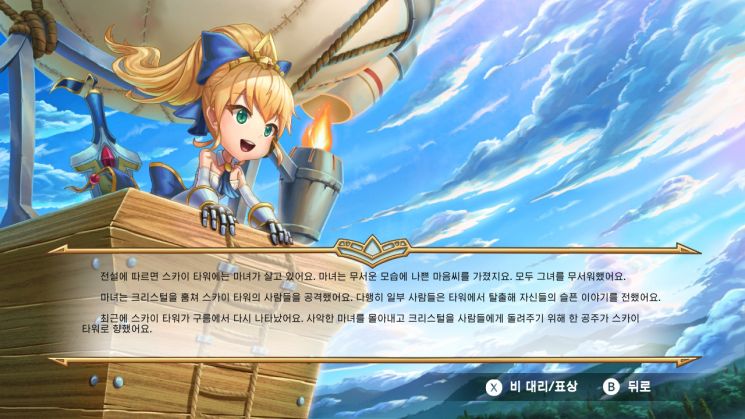 전설에 따르면 스카이 타워에는 마녀가 살고 있어요. 마녀는 무서운 모습에 나쁜 마음씨를 가졌지요. 모두 그녀를 무서워했어요.
마녀는 크리스털을 훔쳐 스카이 타워의 사람들을 공격했어요. 다행히 일부 사람들은 타워에서 탈출해 자신들의 슬픈 이야기를 전했어요.
최근에 스카이 타워가 구름에서 다시 나타났어요. 사악한 마녀를 몰아내고 크리스털을 사람들에게 돌려주기 위해 한 공주가 스카이
타워로 향했어요.
X 비 대리/표상 B 뒤로